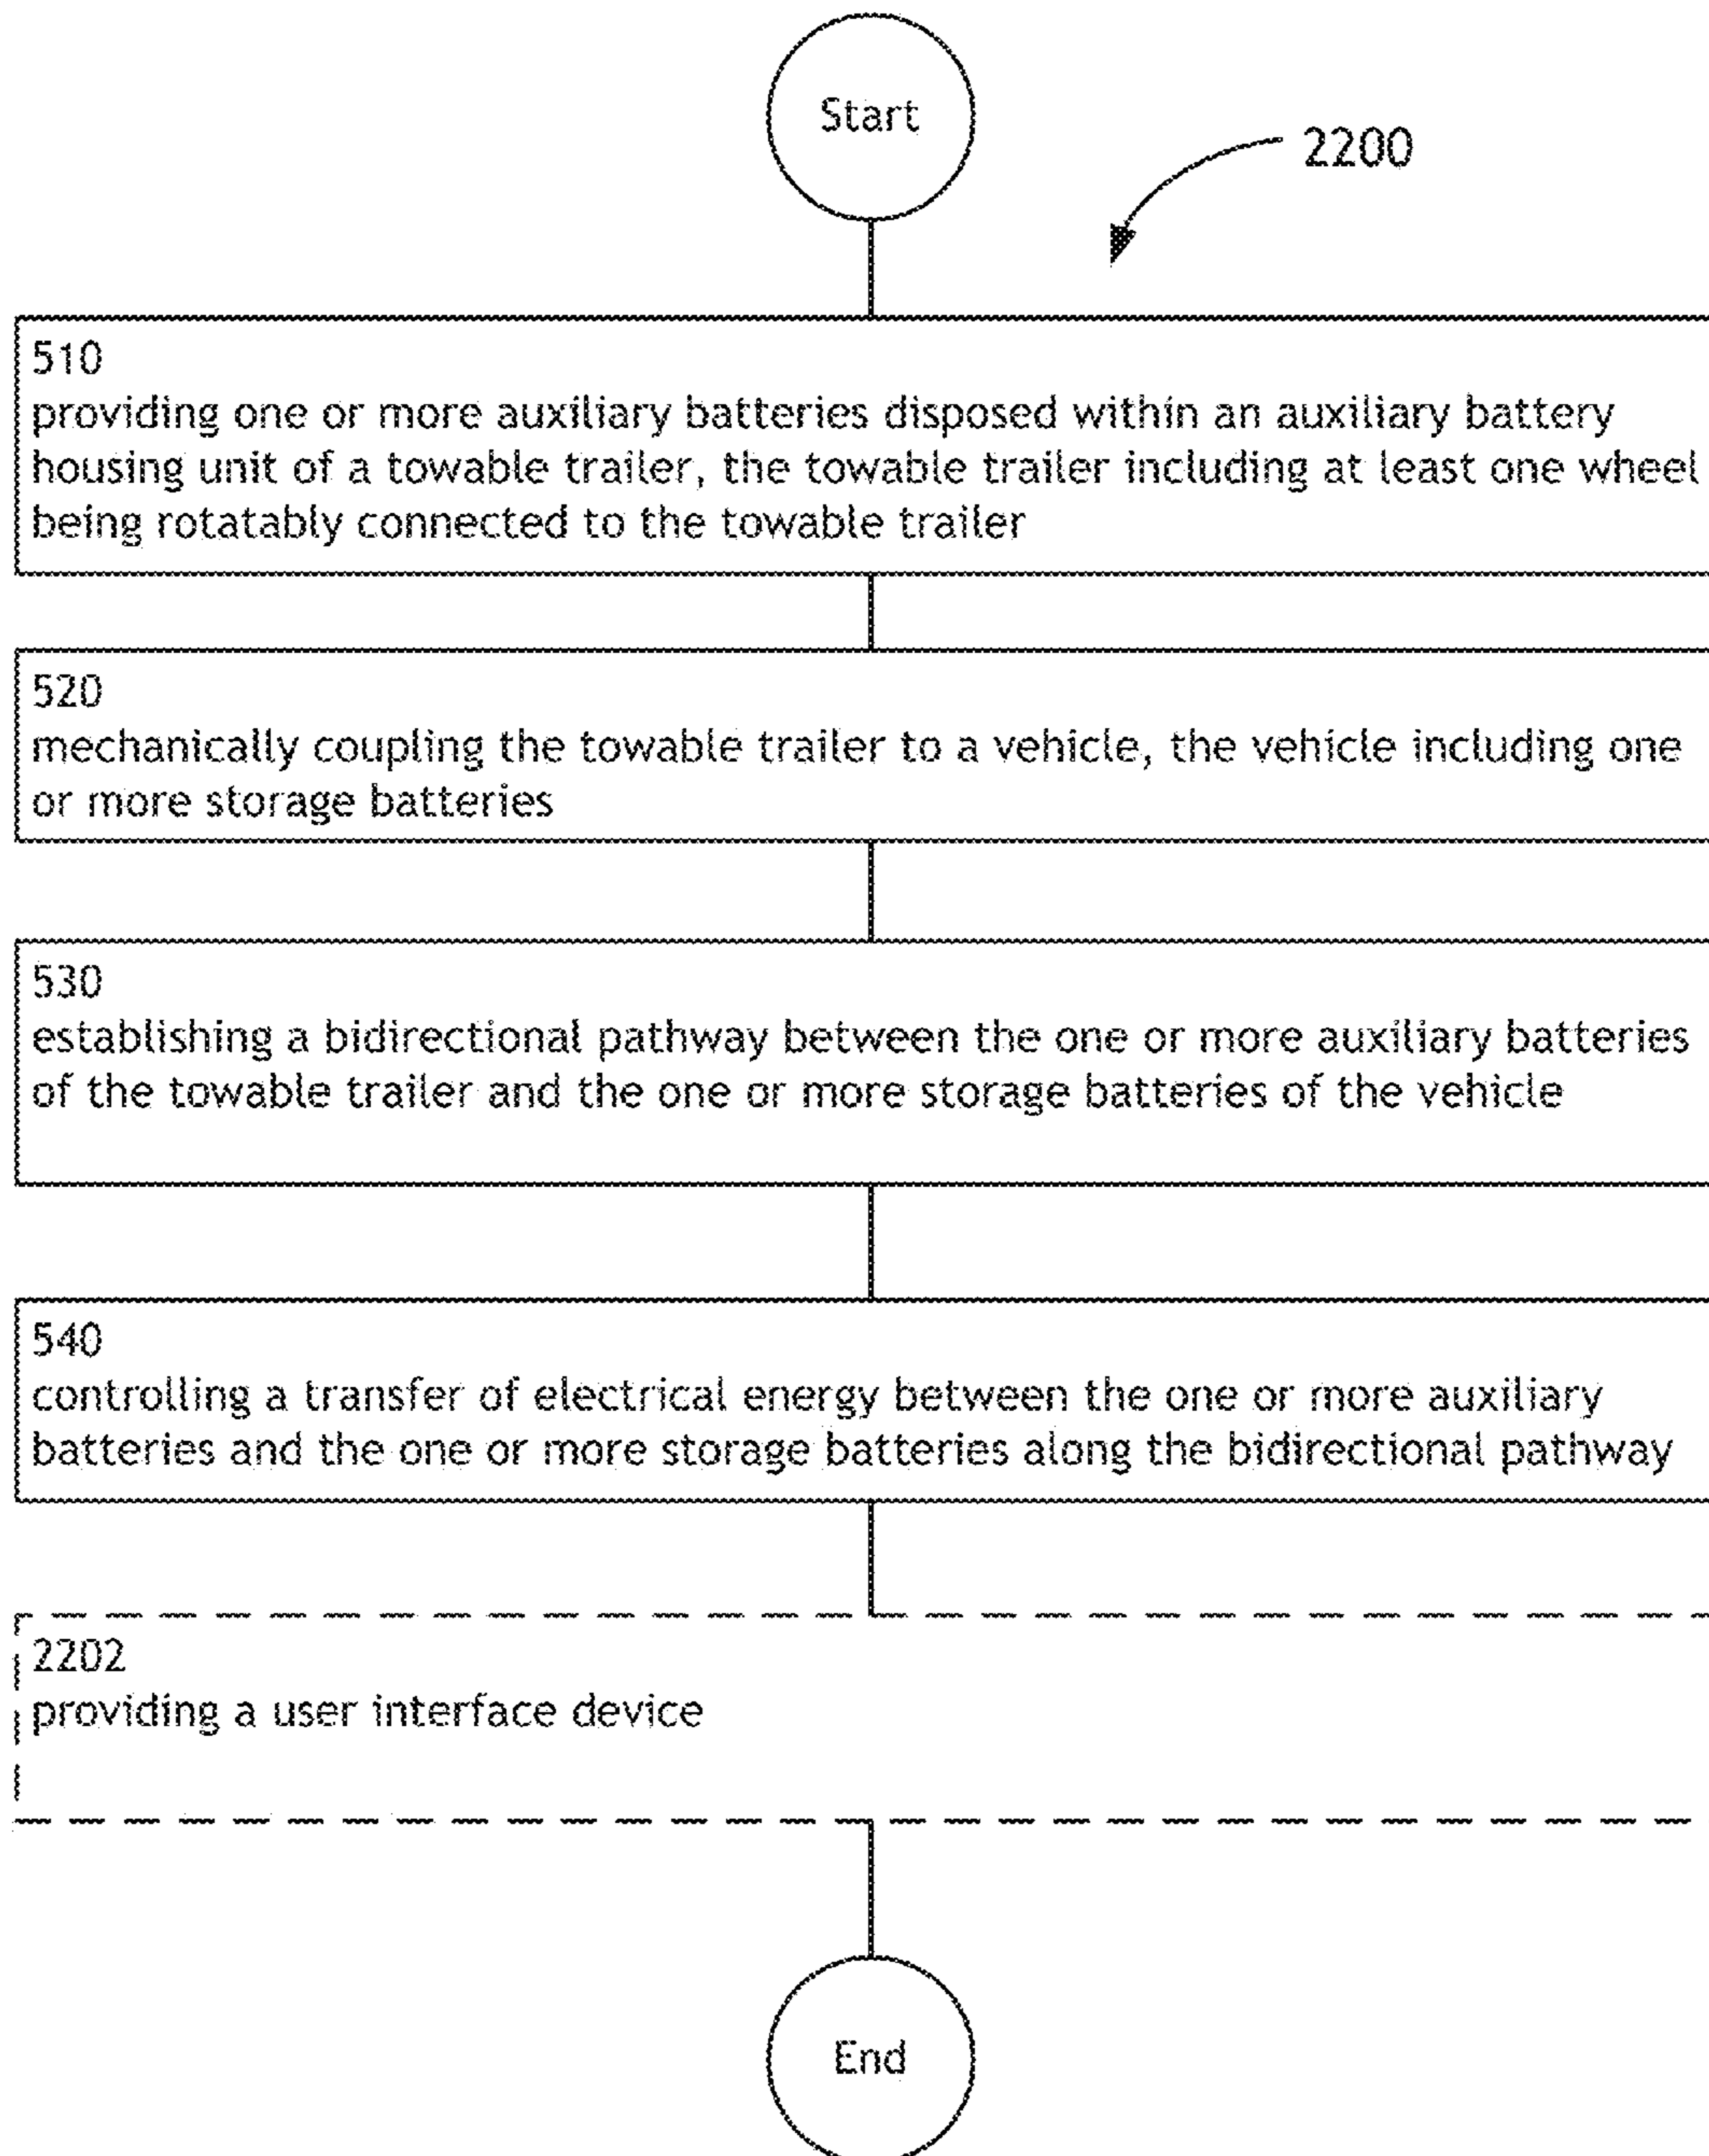 Start
2200
510
providing one or more auxiliary batteries disposed within an auxiliary battery
housing unit of a towable trailer, the towable trailer including at least one wheel
being rotatably connected to the towable trailer
520
mechanically coupling the towable trailer to a vehicle, the vehicle including one
or more storage batteries
530
establishing a bidirectional pathway between the one or more auxiliary batteries
of the towable trailer and the one or more storage batteries of the vehicle
540
controlling a transfer of electrical energy between the one or more auxiliary
batteries and the one or more storage batteries along the bidirectional pathway
2202
providing a user interface device
End